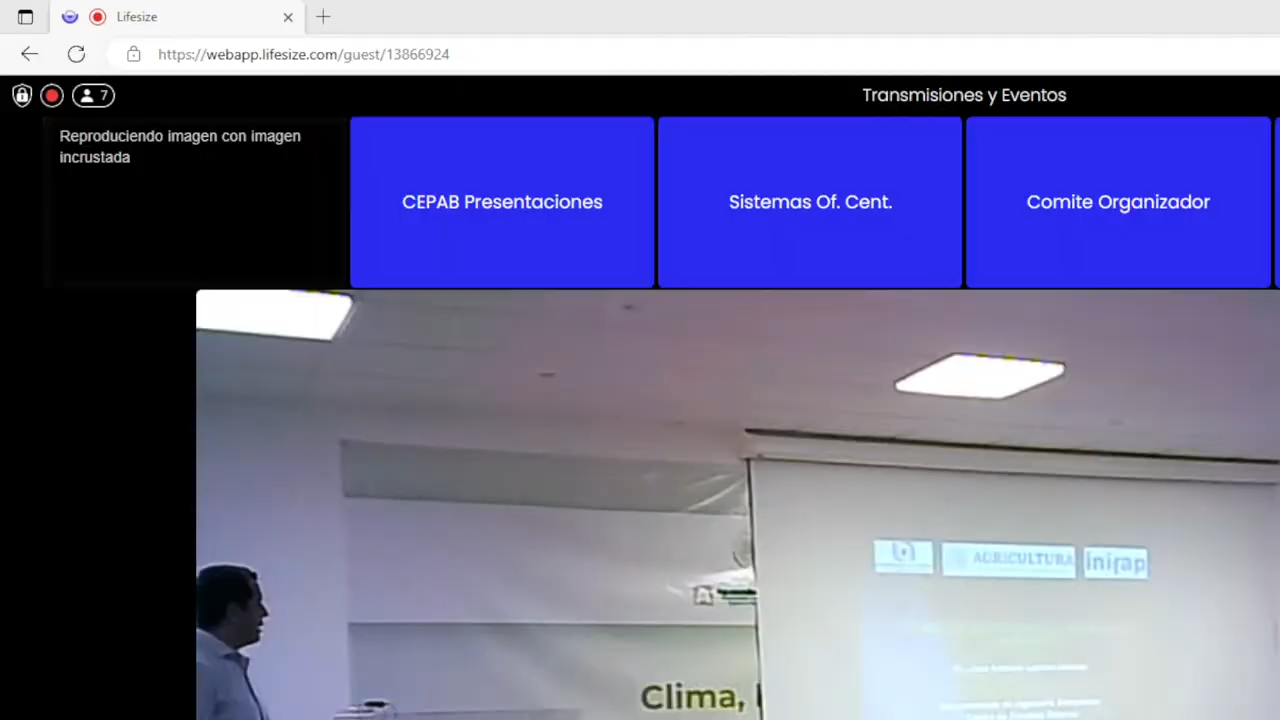 Lifesize
https://webapp.lifesize.com/guest/13866924
7
Transmisiones y Eventos
Reproduciendo imagen con imagen
incrustada
CEPAB Presentaciones
Sistemas Of. Cent.
Comite Organizador
AGRICULTURA
inifap
Clima,